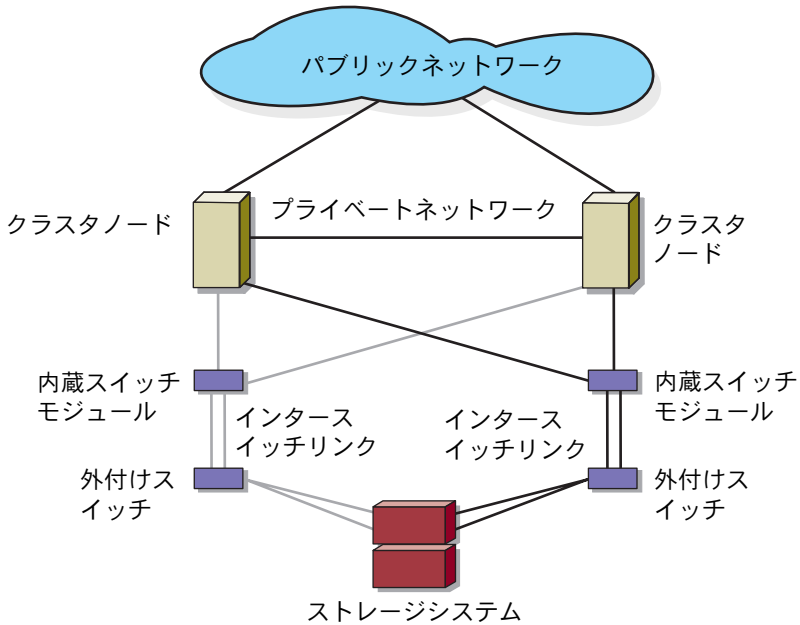 パブリックネットワーク
プライベートネットワーク
クラスタノード
クラスタ
ノード
内蔵スイッチ
モジュール
内蔵スイッチ
モジュール
インタース
イッチリンク
インタース
イッチリンク
外付けス
イッチ
外付けス
イッチ
ストレージシステム